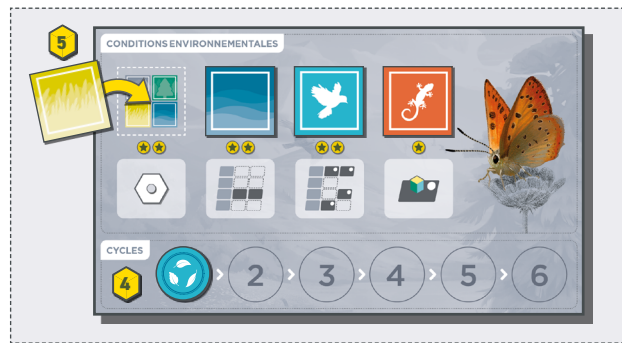 5
CONDITIONS ENVIRONNEMENTALES
CYCLES
4
2 3 4 5 6